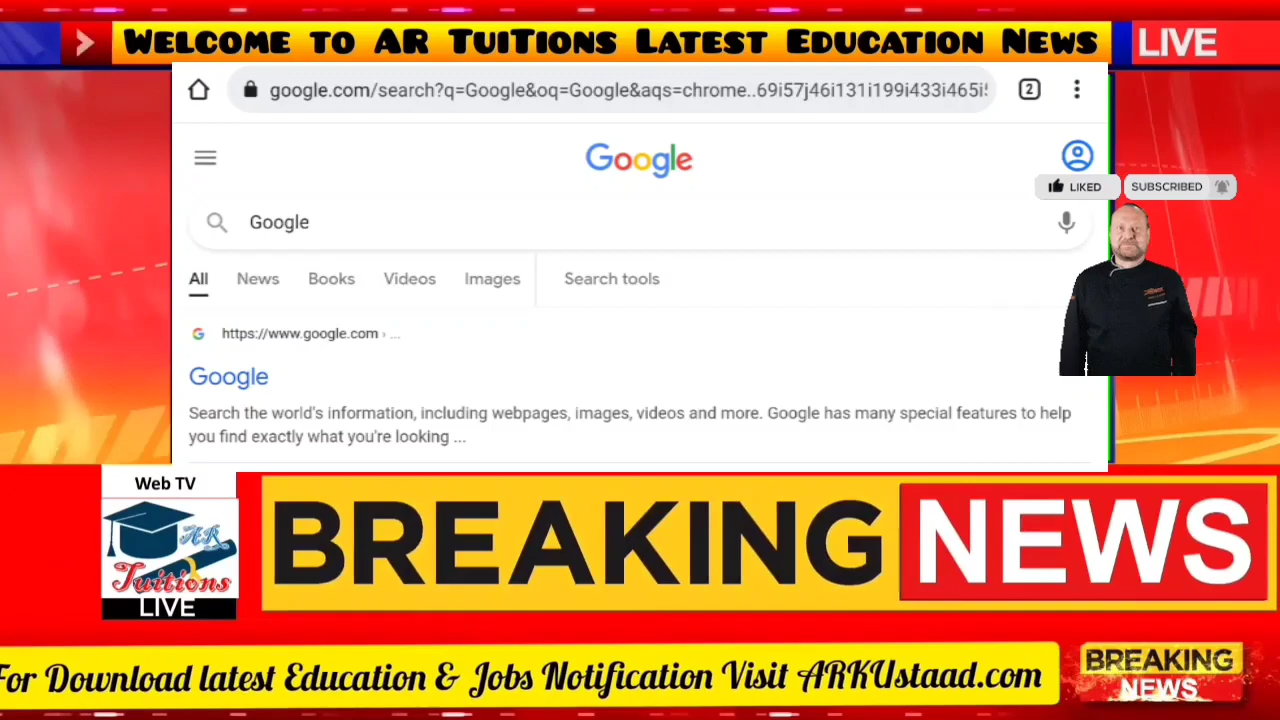 Welcome to AR TuiTions Latest Education News
LIVE
google.com/search?q=Google&oq=Google&aqs=chrome..69i57j46i131i199i433i465i5
2
Google
LIKED
SUBSCRIBED
Google
All News Books Videos Images Search tools
https://www.google.com › ...
Google
Search the world's information, including webpages, images, videos and more. Google has many special features to help
you find exactly what you're looking ...
Web TV
AR
Tuitions
LIVE
BREAKING NEWS
For Download latest Education & Jobs Notification Visit ARKUstaad.com
BREAKING
NEWS